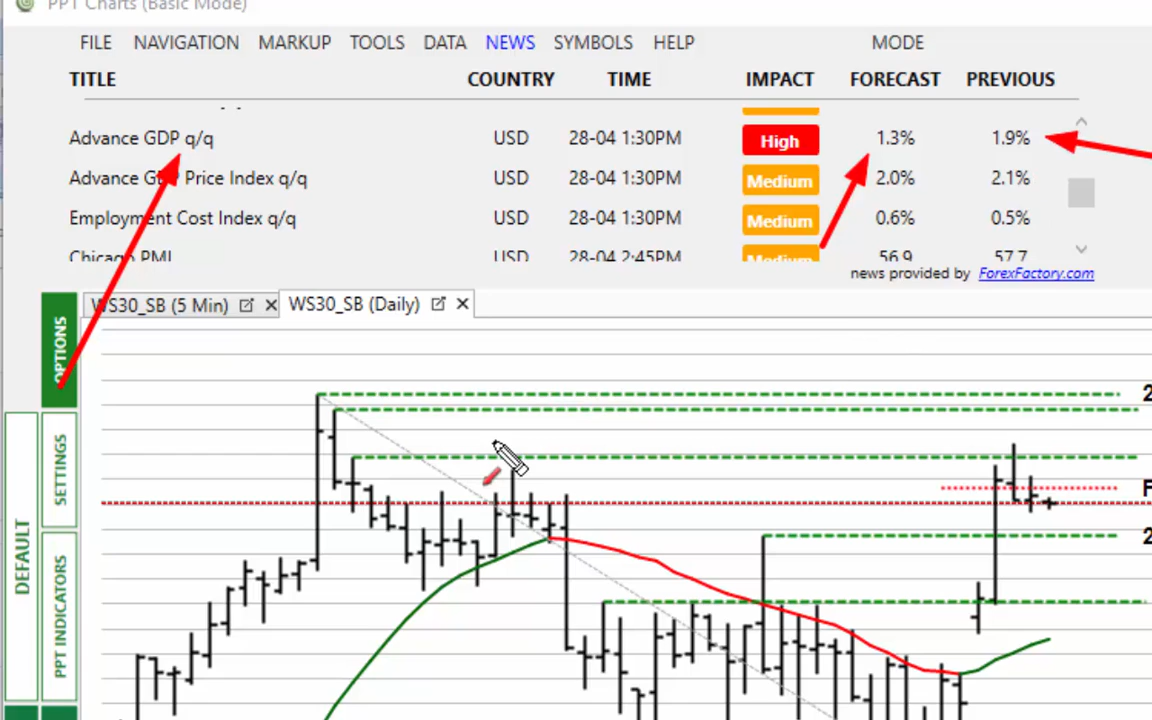 PPT Charts (Basic Mode)
FILE NAVIGATION MARKUP TOOLS DATA NEWS SYMBOLS HELP MODE
TITLE COUNTRY TIME IMPACT FORECAST PREVIOUS
Advance GDP q/q USD 28-04 1:30PM High 1.3% 1.9%
Advance GDP Price Index q/q USD 28-04 1:30PM Medium 2.0% 2.1%
Employment Cost Index q/q USD 28-04 1:30PM Medium 0.6% 0.5%
Chicago PMI USD 28-04 2:45PM Medium 56.9 57.7
news provided by ForexFactory.com
WS30_SB (5 Min) WS30_SB (Daily)
OPTIONS
SETTINGS
DEFAULT
PPT INDICATORS
2
F
2